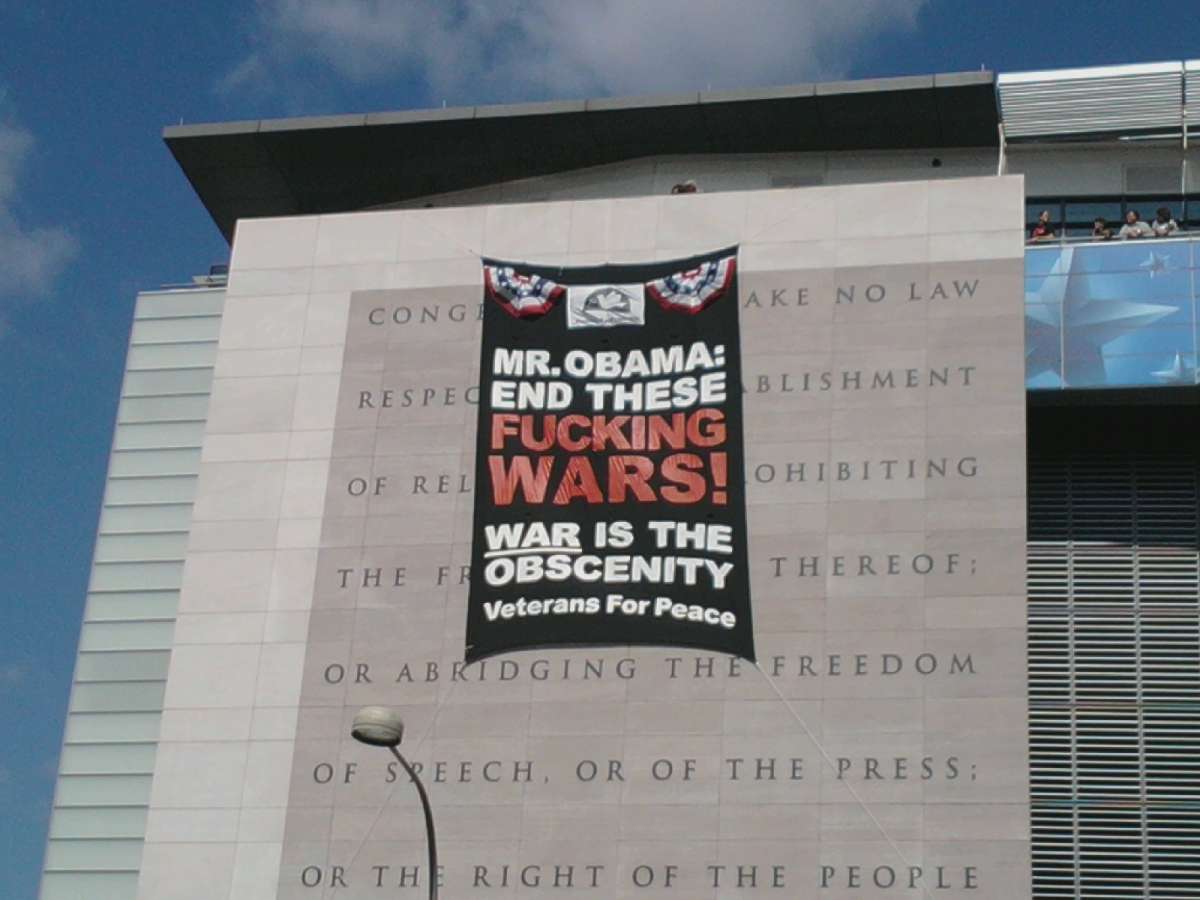 CONG AKE NO LAW
MR. OBAMA:
END THESE
FUCKING
WARS!
WAR IS THE
OBSCENITY
Veterans For Peace
RESPEC BLISHMENT
OF REL OHIBITING
THE FR THEREOF;
OR ABRIDGING THE FREEDOM
OF SPEECH, OR OF THE PRESS;
OR THE RIGHT OF THE PEOPLE